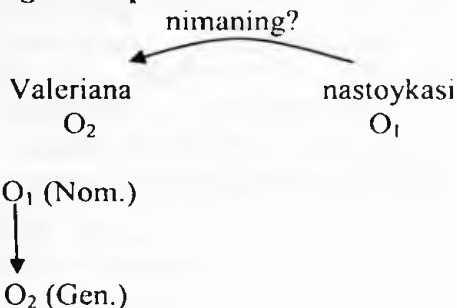 nimaning?
Valeriana nastoykasi
O₂ O₁
O₁ (Nom.)
O₂ (Gen.)